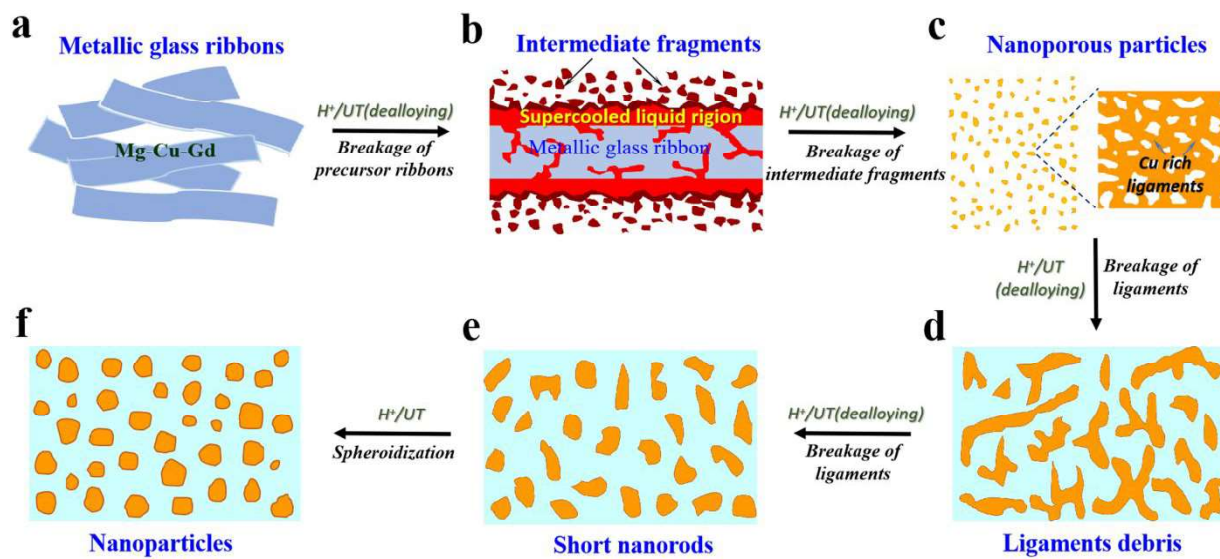 a
Metallic glass ribbons
Mg-Cu-Gd
H⁺/UT(dealloying)
Breakage of
precursor ribbons
b
Intermediate fragments
Supercooled liquid rigion
Metallic glass ribbon
H⁺/UT(dealloying)
Breakage of
intermediate fragments
c
Nanoporous particles
Cu rich
ligaments
H⁺/UT
(dealloying)
Breakage of
ligaments
d
Ligaments debris
H⁺/UT(dealloying)
Breakage of
ligaments
e
Short nanorods
H⁺/UT
Spheroidization
f
Nanoparticles